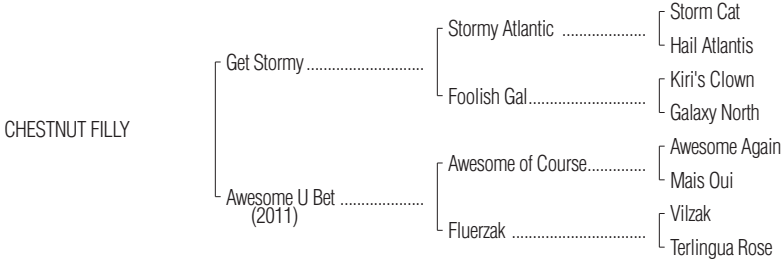 Storm Cat
Stormy Atlantic ....................
Hail Atlantis
Get Stormy ............................
Kiri's Clown
Foolish Gal............................
Galaxy North
CHESTNUT FILLY
Awesome Again
Awesome of Course..............
Mais Oui
Awesome U Bet ....................
(2011)
Vilzak
Fluerzak ................................
Terlingua Rose